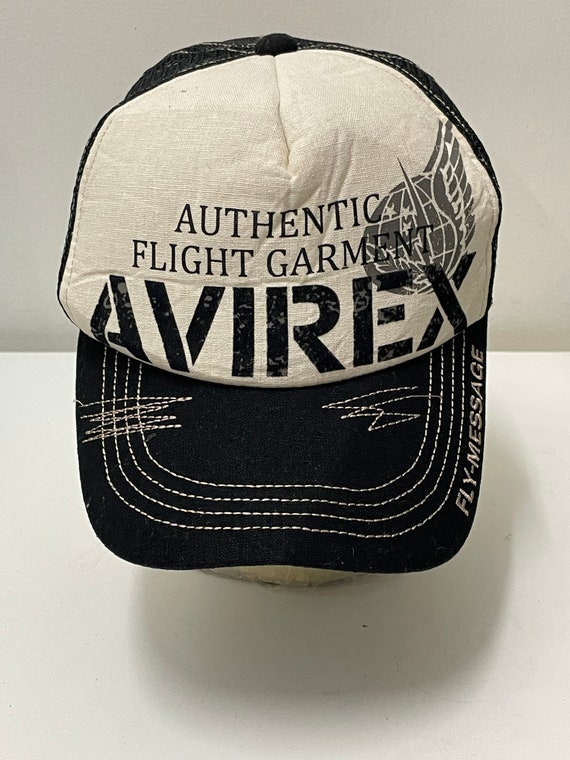 AUTHENTIC
FLIGHT GARMENT
AVIREX
FLY-MESSAGE